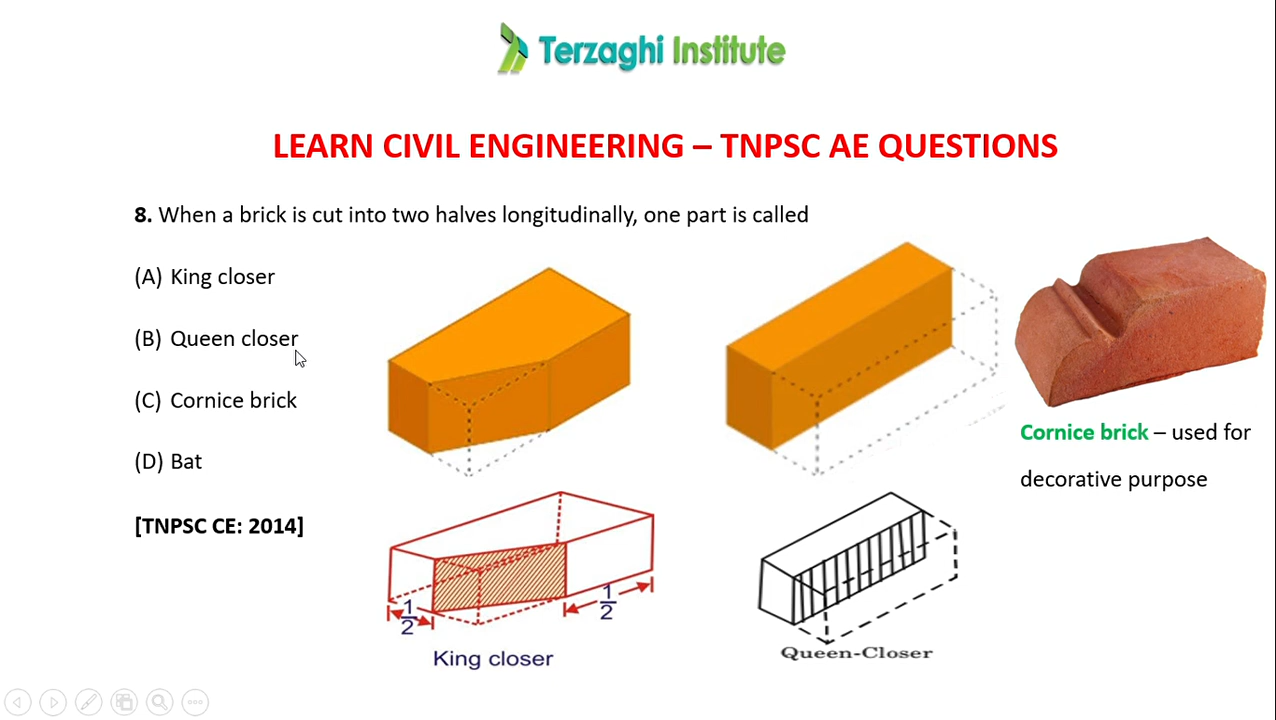 Terzaghi Institute
LEARN CIVIL ENGINEERING – TNPSC AE QUESTIONS
8. When a brick is cut into two halves longitudinally, one part is called
(A) King closer
(B) Queen closer
(C) Cornice brick
(D) Bat
[TNPSC CE: 2014]
Cornice brick – used for
decorative purpose
1/2
1/2
King closer
Queen-Closer